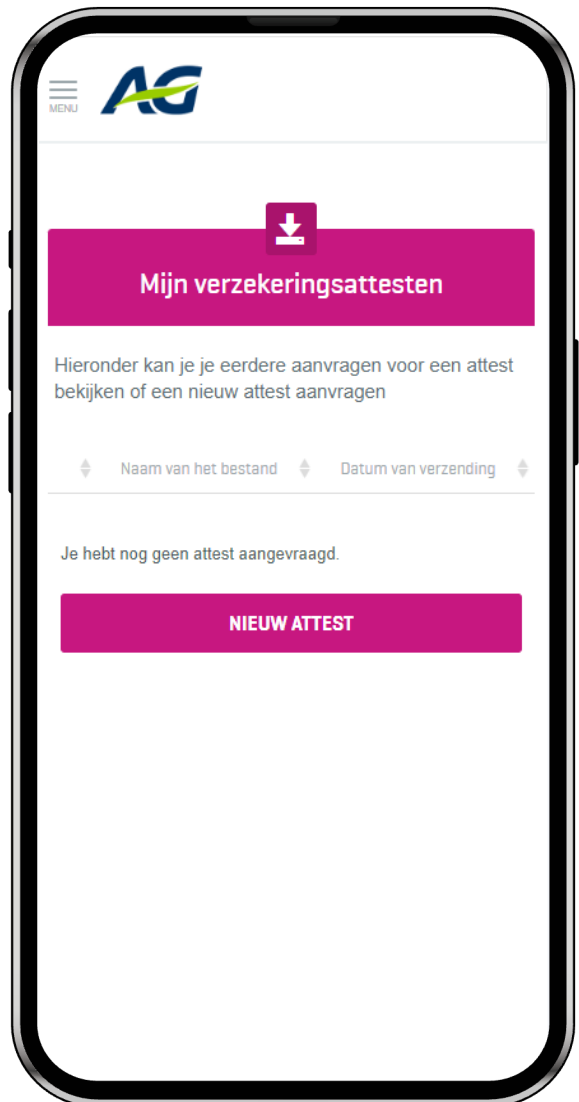 MENU
AG
Mijn verzekeringsattesten
Hieronder kan je je eerdere aanvragen voor een attest
bekijken of een nieuw attest aanvragen
Naam van het bestand Datum van verzending
Je hebt nog geen attest aangevraagd.
NIEUW ATTEST